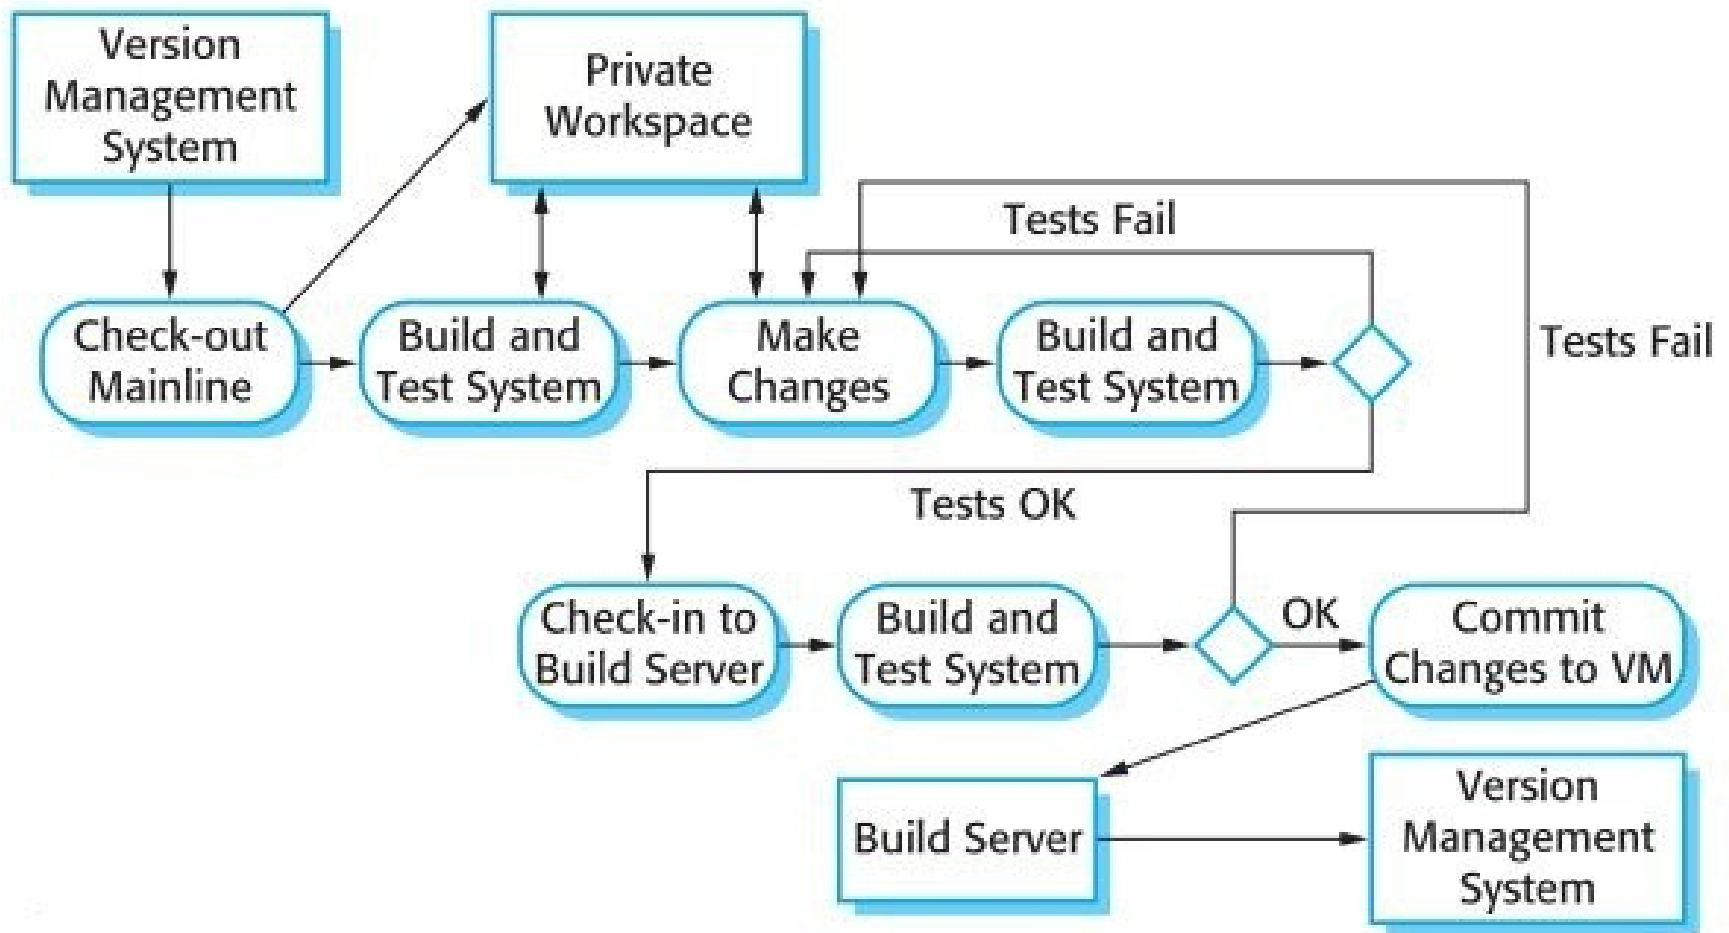 Version
Management
System
Private
Workspace
Tests Fail
Check-out
Mainline
Build and
Test System
Make
Changes
Build and
Test System
Tests Fail
Tests OK
Check-in to
Build Server
Build and
Test System
OK
Commit
Changes to VM
Build Server
Version
Management
System